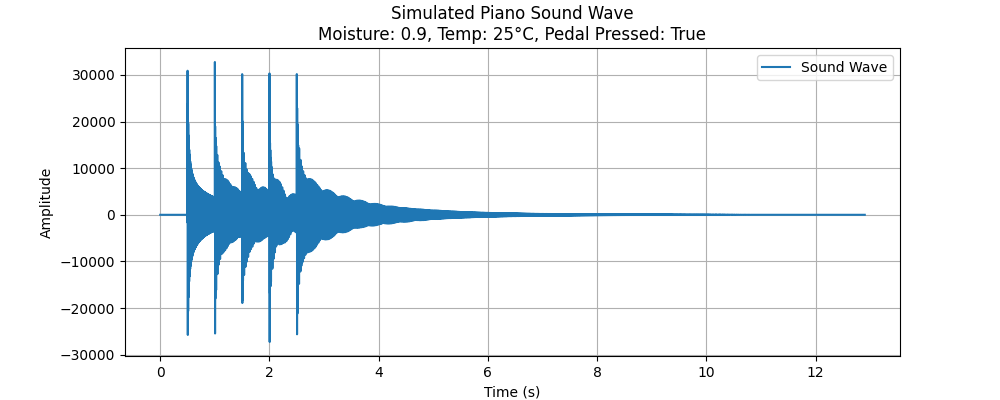 Simulated Piano Sound Wave
Moisture: 0.9, Temp: 25°C, Pedal Pressed: True
Sound Wave
30000
20000
10000
0
−10000
−20000
−30000
Amplitude
0 2 4 6 8 10 12
Time (s)